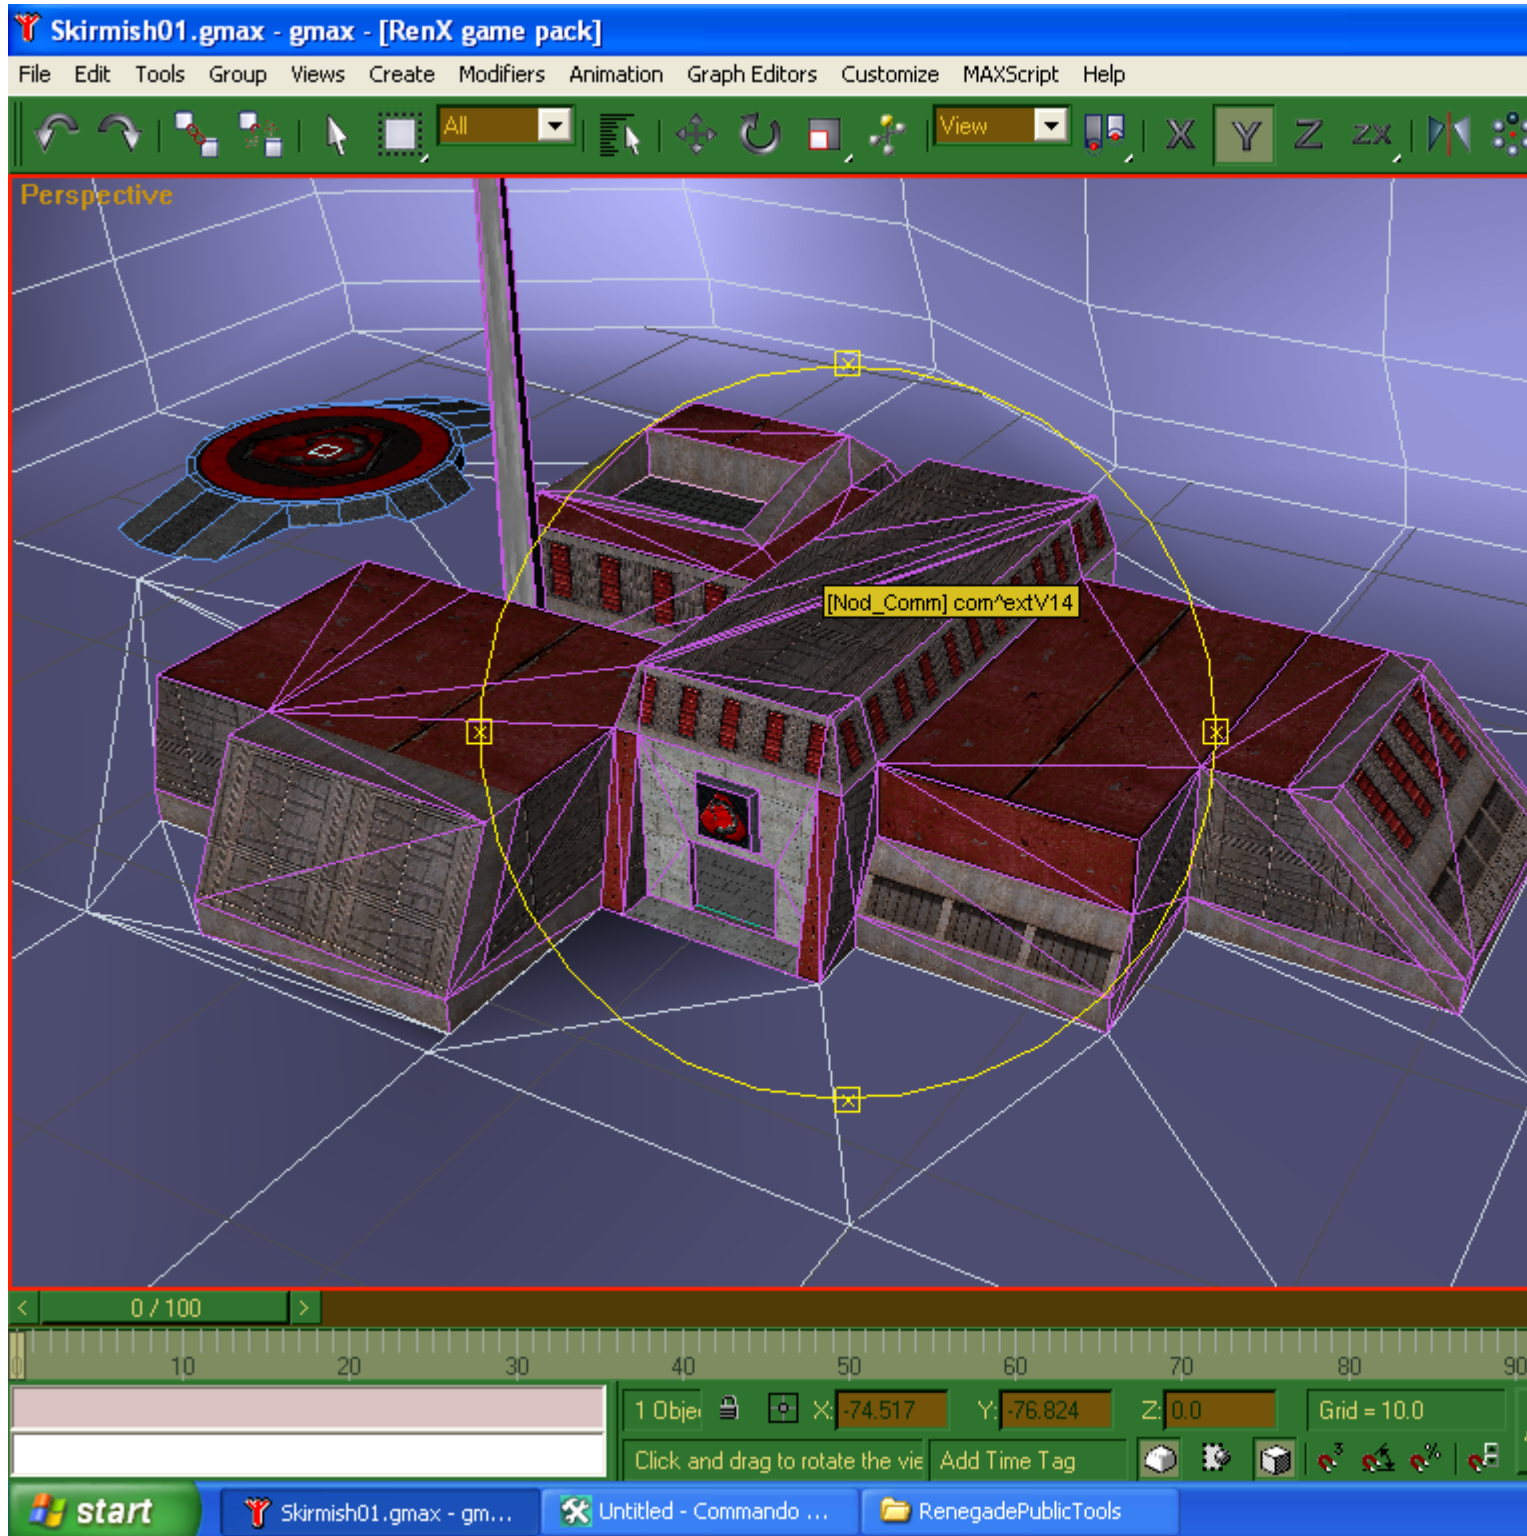 Skirmish01.gmax - gmax - [RenX game pack]
File Edit Tools Group Views Create Modifiers Animation Graph Editors Customize MAXScript Help
All View X Y Z ZX
Perspective
[Nod_Comm] com^extV14
< 0 / 100 >
0 10 20 30 40 50 60 70 80 90
1 Obje X: -74.517 Y: -76.824 Z: 0.0 Grid = 10.0
Click and drag to rotate the vie Add Time Tag 3 %
start Skirmish01.gmax - gm... Untitled - Commando ... RenegadePublicTools